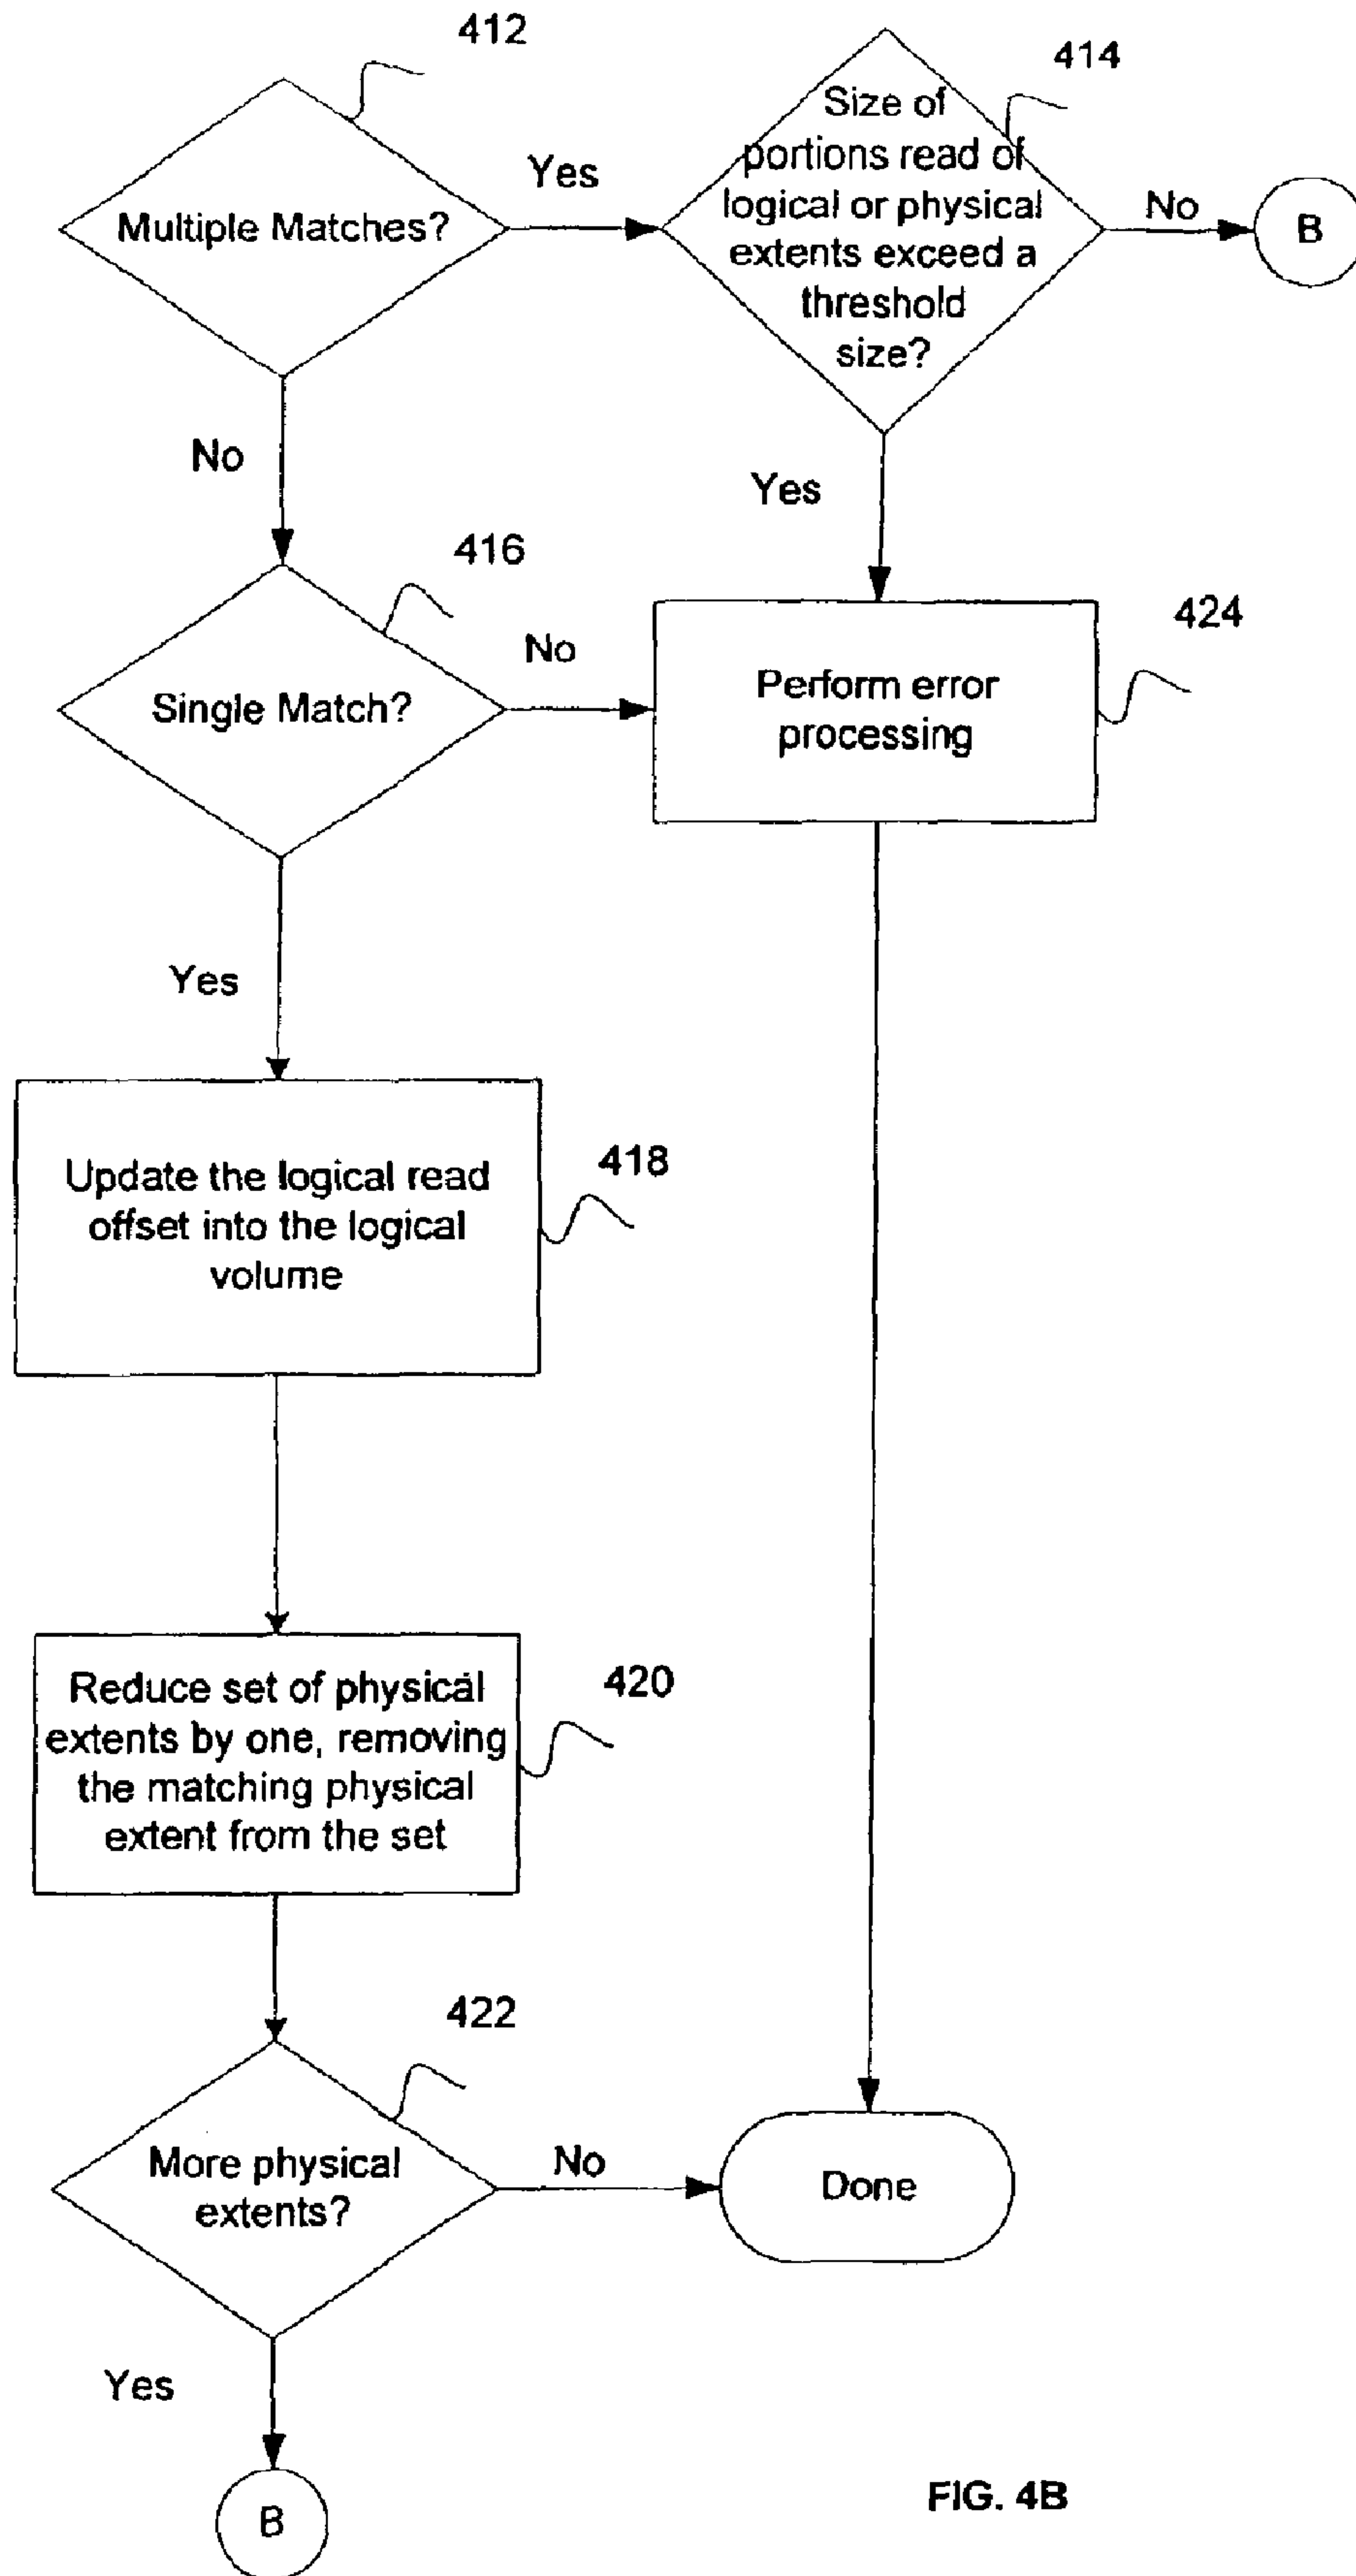 412
414
Multiple Matches?
Yes
Size of
portions read of
logical or physical
extents exceed a
threshold
size?
No
B
No
Yes
416
Single Match?
No
424
Perform error
processing
Yes
Update the logical read
offset into the logical
volume
418
Reduce set of physical
extents by one, removing
the matching physical
extent from the set
420
422
More physical
extents?
No
Done
Yes
B
FIG. 4B